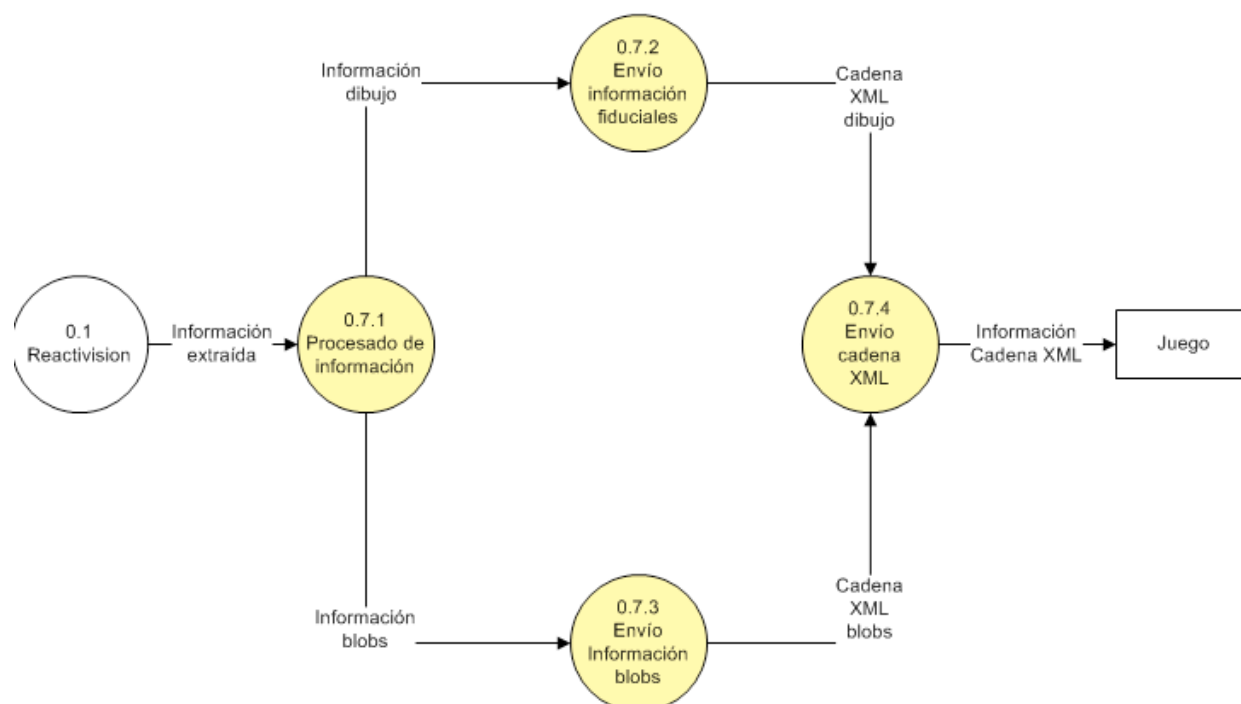 Información
dibujo
0.7.2
Envío
información
fiduciales
Cadena
XML
dibujo
0.1
Reactivision
Información
extraída
0.7.1
Procesado de
información
0.7.4
Envío
cadena
XML
Información
Cadena XML
Juego
Información
blobs
0.7.3
Envío
Información
blobs
Cadena
XML
blobs